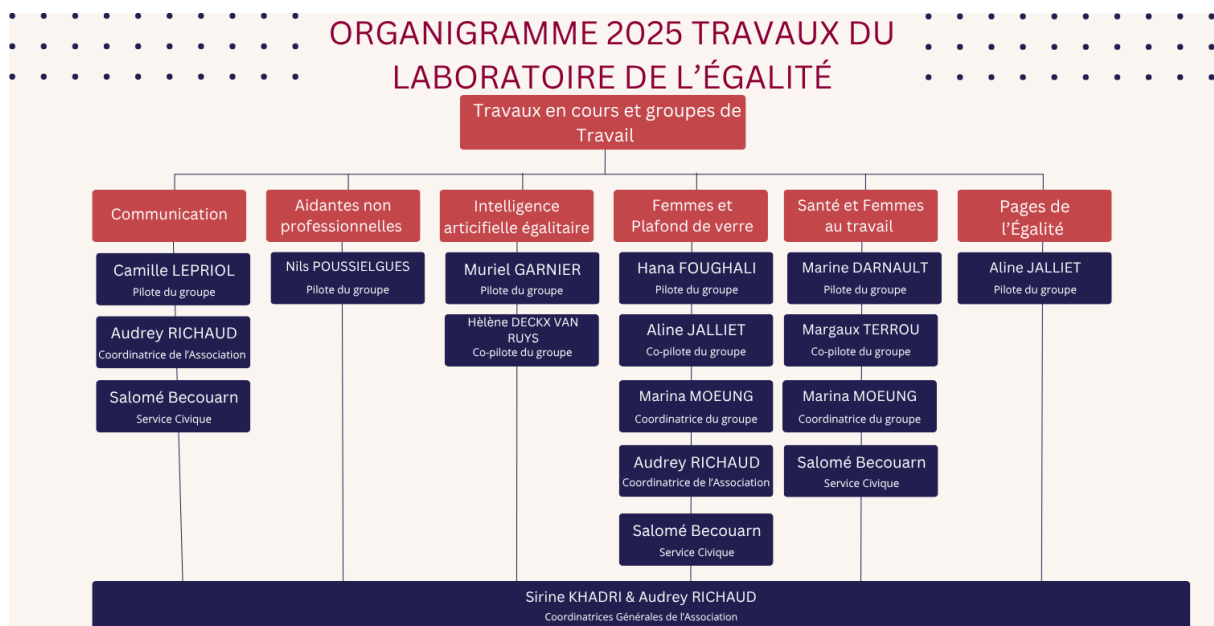 ORGANIGRAMME 2025 TRAVAUX DU
LABORATOIRE DE L'ÉGALITÉ
Travaux en cours et groupes de
Travail
Communication
Camille LEPRIOL
Pilote du groupe
Audrey RICHAUD
Coordinatrice de l'Association
Salomé Becouarn
Service Civique
Aidantes non
professionnelles
Nils POUSSIELGUES
Pilote du groupe
Intelligence
articifielle égalitaire
Muriel GARNIER
Pilote du groupe
Hèlène DECKX VAN
RUYS
Co-pilote du groupe
Femmes et
Plafond de verre
Hana FOUGHALI
Pilote du groupe
Aline JALLIET
Co-pilote du groupe
Marina MOEUNG
Coordinatrice du groupe
Audrey RICHAUD
Coordinatrice de l'Association
Salomé Becouarn
Service Civique
Santé et Femmes
au travail
Marine DARNAULT
Pilote du groupe
Margaux TERROU
Co-pilote du groupe
Marina MOEUNG
Coordinatrice du groupe
Salomé Becouarn
Service Civique
Pages de
l'Égalité
Aline JALLIET
Pilote du groupe
Sirine KHADRI & Audrey RICHAUD
Coordinatrices Générales de l'Association